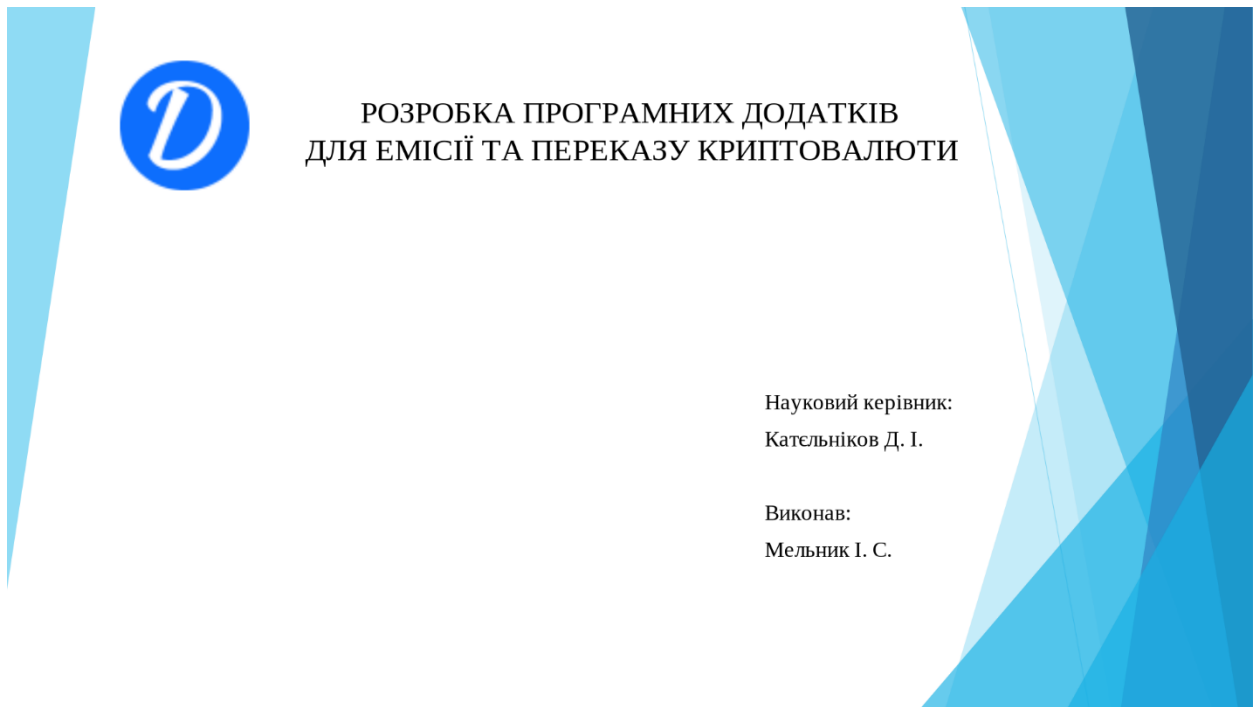 D
РОЗРОБКА ПРОГРАМНИХ ДОДАТКІВ
ДЛЯ ЕМІСІЇ ТА ПЕРЕКАЗУ КРИПТОВАЛЮТИ
Науковий керівник:
Катєльніков Д. І.
Виконав:
Мельник І. С.